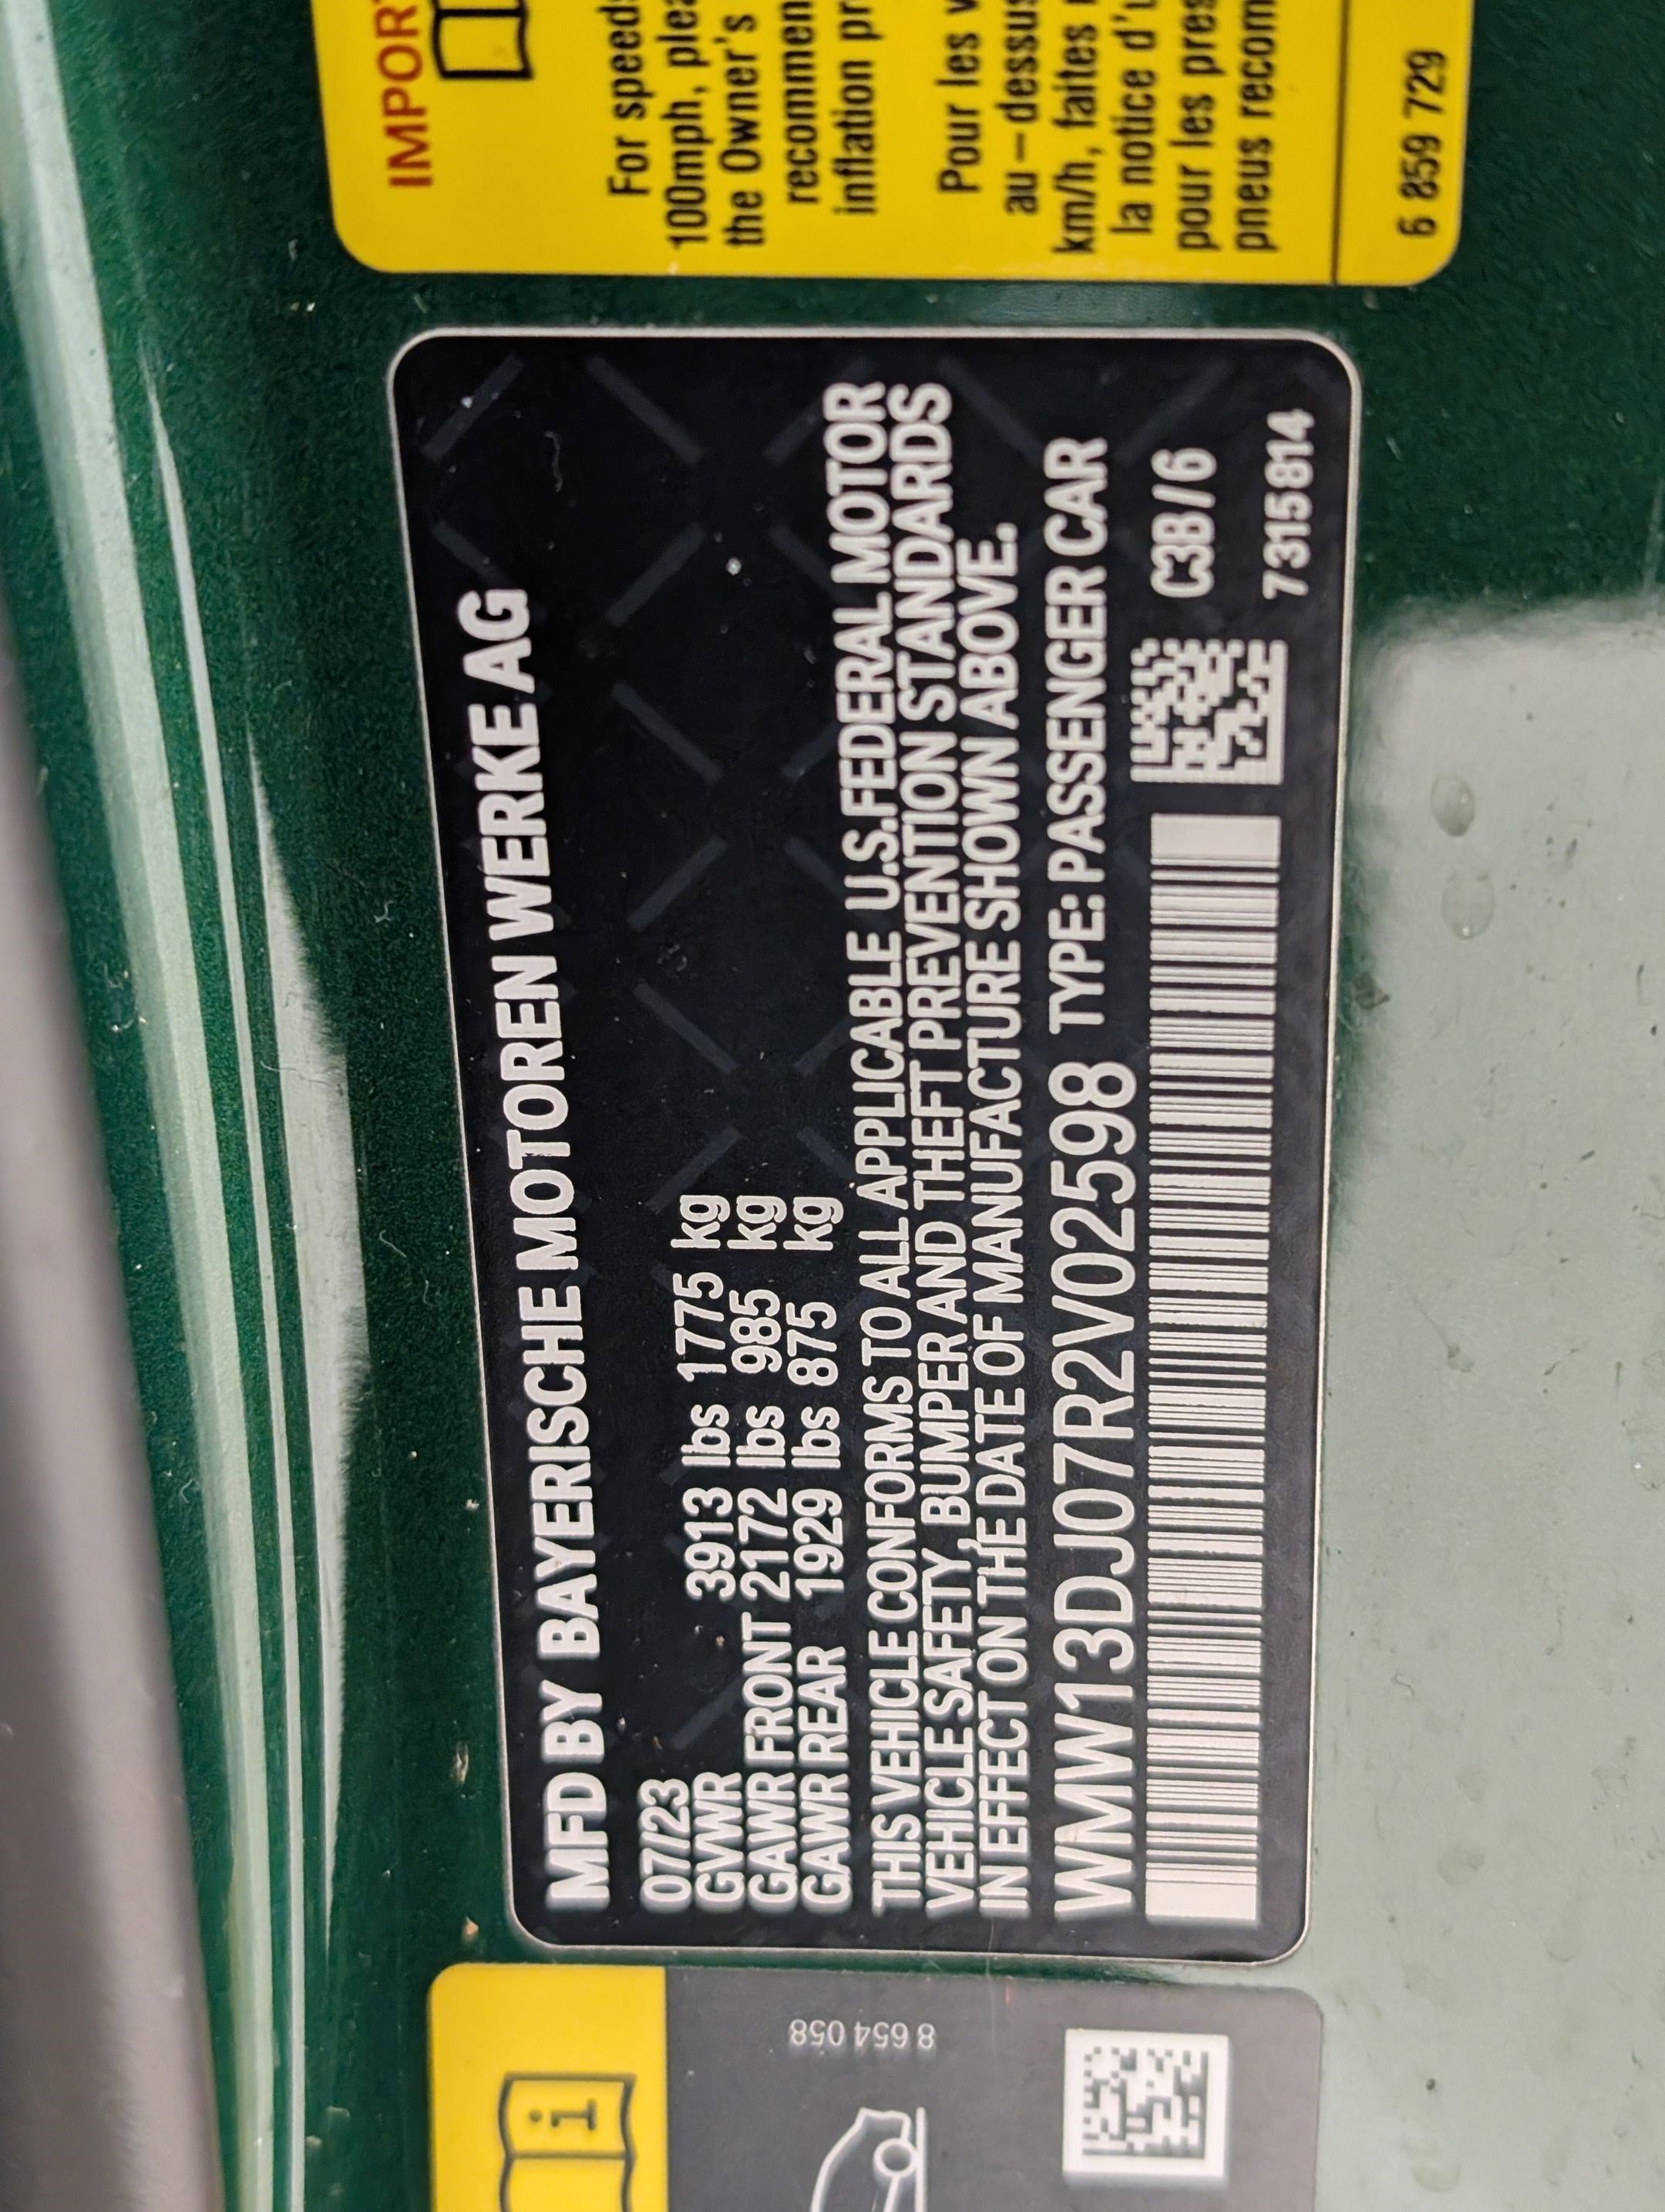 MFD BY BAYERISCHE MOTOREN WERKE AG
07/23
GVWR 3913 lbs 1775 kg
GAWR FRONT 2172 lbs 985 kg
GAWR REAR 1929 lbs 875 kg
THIS VEHICLE CONFORMS TO ALL APPLICABLE U.S.FEDERAL MOTOR
VEHICLE SAFETY, BUMPER AND THEFT PREVENTION STANDARDS
IN EFFECT ON THE DATE OF MANUFACTURE SHOWN ABOVE.
WMW13DJ07R2V02598 TYPE: PASSENGER CAR
C3B/6
7315814
IMPOR
For speeds
100mph, plea
the Owner's
recommen
inflation pr
Pour les v
au-dessus
km/h, faites r
la notice d'u
pour les pres
pneus recom
6 859 729
i
8 654 058